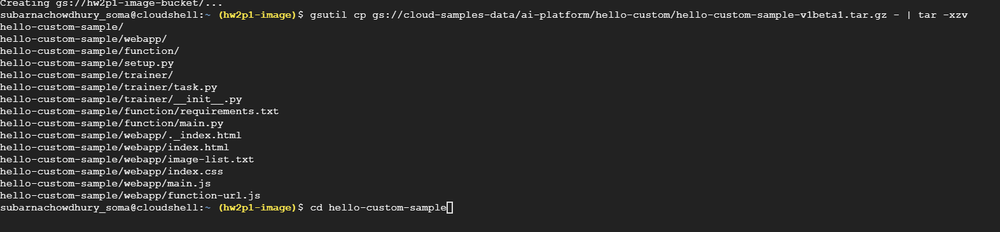 Creating gs://hw2p1-image-bucket/...
subarnachowdhury_soma@cloudshell:~ (hw2p1-image)$ gsutil cp gs://cloud-samples-data/ai-platform/hello-custom/hello-custom-sample-v1beta1.tar.gz - | tar -xzv
hello-custom-sample/
hello-custom-sample/webapp/
hello-custom-sample/function/
hello-custom-sample/setup.py
hello-custom-sample/trainer/
hello-custom-sample/trainer/task.py
hello-custom-sample/trainer/__init__.py
hello-custom-sample/function/requirements.txt
hello-custom-sample/function/main.py
hello-custom-sample/webapp/._index.html
hello-custom-sample/webapp/index.html
hello-custom-sample/webapp/image-list.txt
hello-custom-sample/webapp/index.css
hello-custom-sample/webapp/main.js
hello-custom-sample/webapp/function-url.js
subarnachowdhury_soma@cloudshell:~ (hw2p1-image)$ cd hello-custom-sample